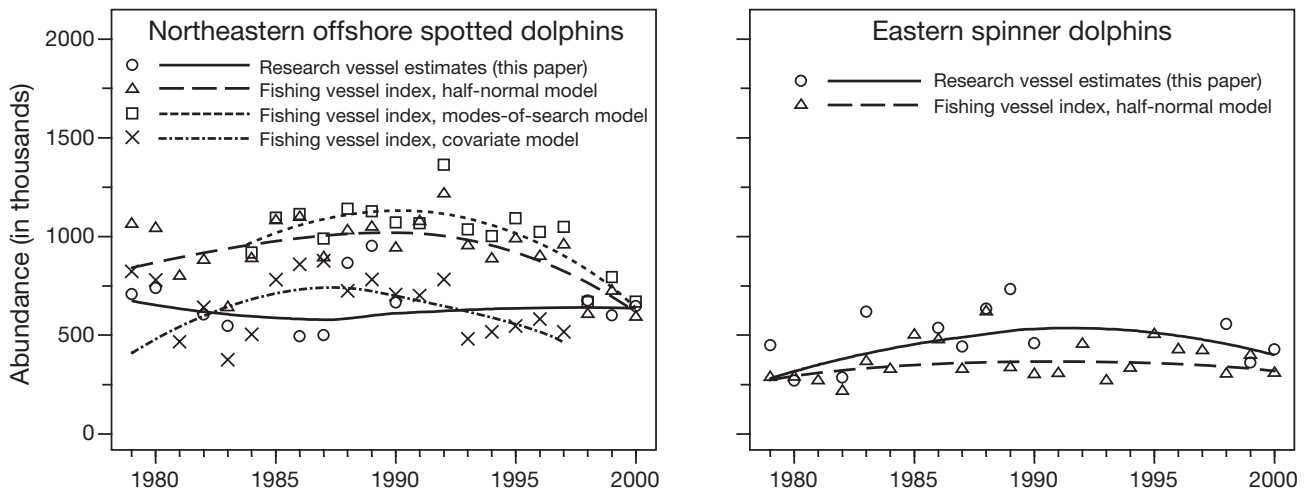 Northeastern offshore spotted dolphins
Research vessel estimates (this paper)
Fishing vessel index, half-normal model
Fishing vessel index, modes-of-search model
Fishing vessel index, covariate model
Abundance (in thousands)
2000
1500
1000
500
0
1980
1985
1990
1995
2000
Eastern spinner dolphins
Research vessel estimates (this paper)
Fishing vessel index, half-normal model
1980
1985
1990
1995
2000